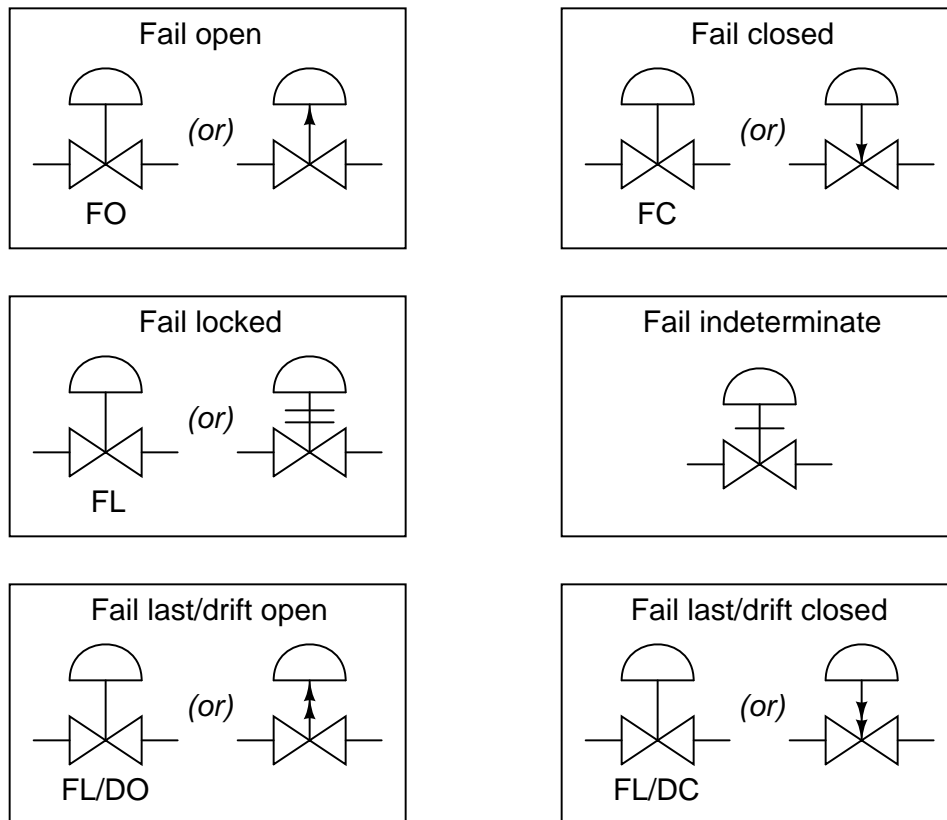 Fail open
(or)
FO
Fail closed
(or)
FC
Fail locked
(or)
FL
Fail indeterminate
Fail last/drift open
(or)
FL/DO
Fail last/drift closed
(or)
FL/DC